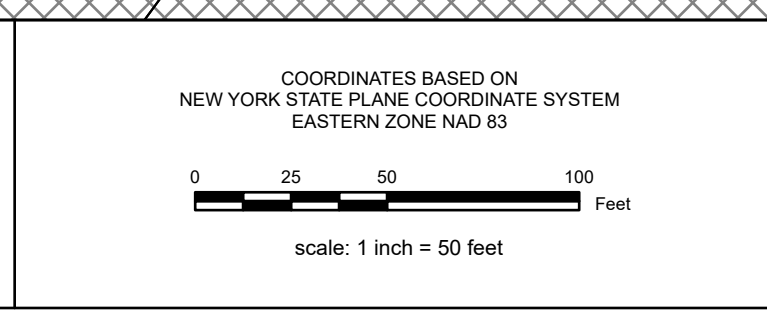 COORDINATES BASED ON
NEW YORK STATE PLANE COORDINATE SYSTEM
EASTERN ZONE NAD 83
0 25 50 100
Feet
scale: 1 inch = 50 feet